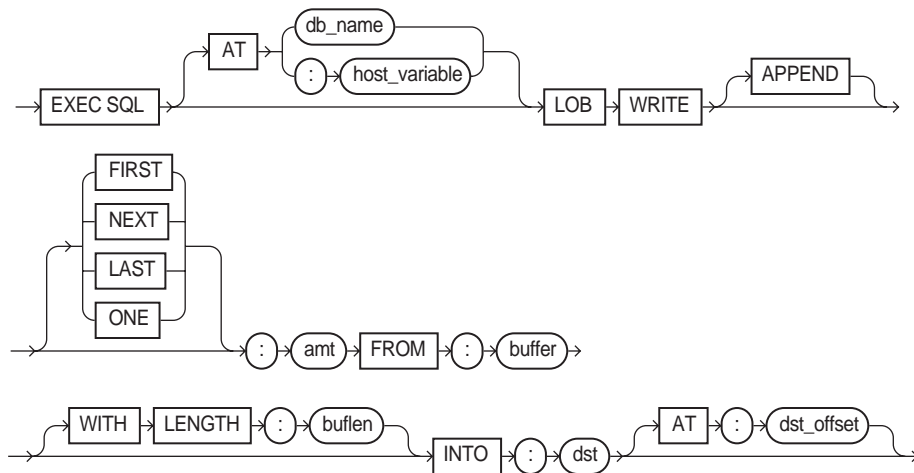 db_name
AT
: host_variable
EXEC SQL LOB WRITE APPEND
FIRST
NEXT
LAST
ONE
: amt FROM : buffer
WITH LENGTH : buflen AT : dst_offset
INTO : dst